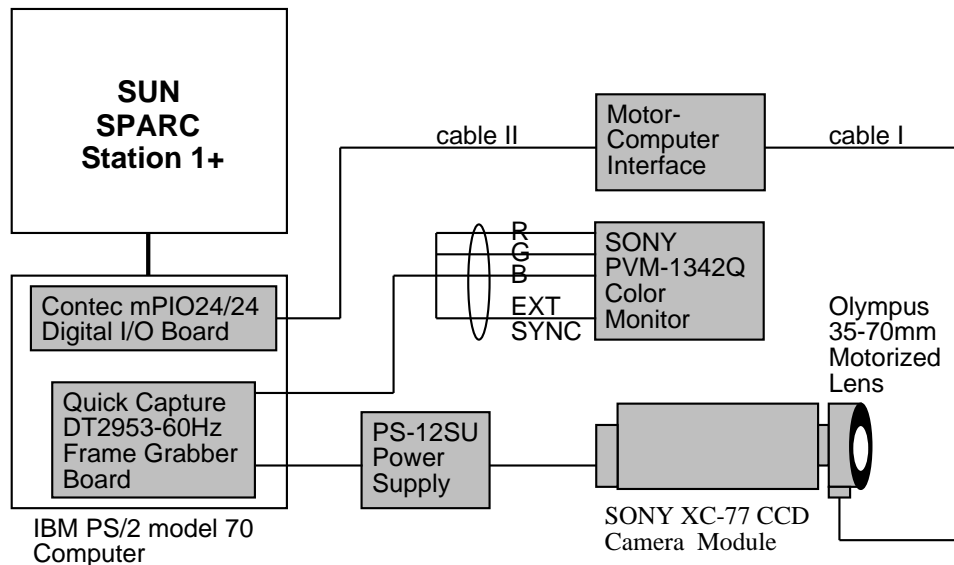 SUN
SPARC
Station 1+
cable II
Motor-
Computer
Interface
cable I
R
G
B
EXT
SYNC
SONY
PVM-1342Q
Color
Monitor
Contec mPIO24/24
Digital I/O Board
Olympus
35-70mm
Motorized
Lens
Quick Capture
DT2953-60Hz
Frame Grabber
Board
PS-12SU
Power
Supply
SONY XC-77 CCD
Camera Module
IBM PS/2 model 70
Computer